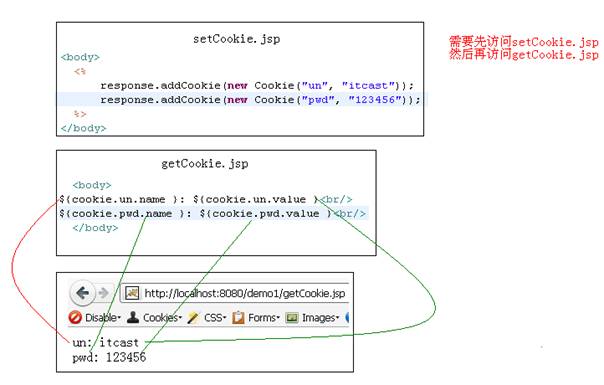 setCookie.jsp
<body>
<%
response.addCookie(new Cookie("un", "itcast"));
response.addCookie(new Cookie("pwd", "123456"));
%>
</body>
需要先访问setCookie.jsp
然后再访问getCookie.jsp
getCookie.jsp
<body>
${cookie.un.name }: ${cookie.un.value }<br/>
${cookie.pwd.name }: ${cookie.pwd.value }<br/>
</body>
http://localhost:8080/demo1/getCookie.jsp
Disable▾ Cookies▾ CSS▾ Forms▾ Images▾
un: itcast
pwd: 123456